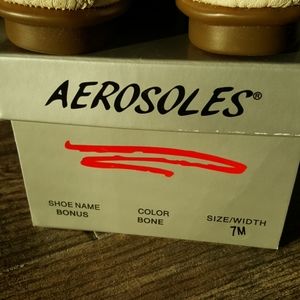 AEROSOLES®
SHOE NAME COLOR SIZE/WIDTH
BONUS BONE 7M